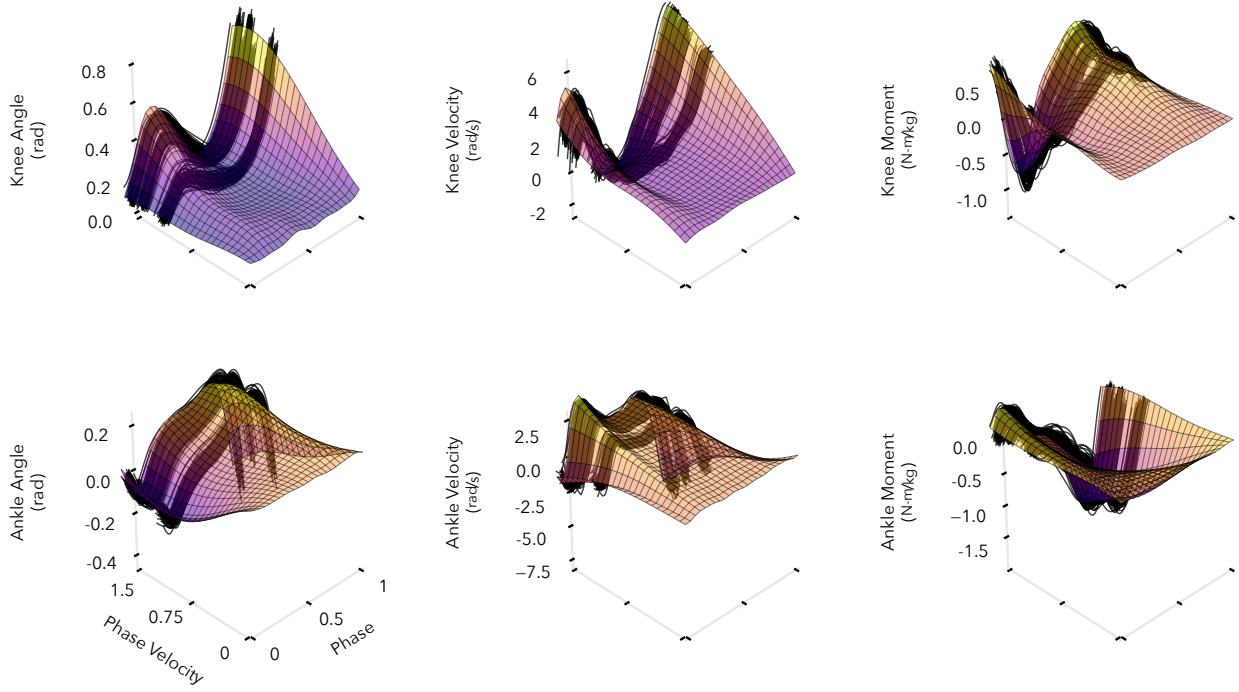 Knee Angle
(rad)
0.8
0.6
0.4
0.2
0.0
Knee Velocity
(rad/s)
6
4
2
0
-2
Knee Moment
(N-m/kg)
0.5
0.0
-0.5
-1.0
Ankle Angle
(rad)
0.2
0.0
-0.2
-0.4
1.5
0.75
0
Phase Velocity
0
0.5
1
Phase
Ankle Velocity
(rad/s)
2.5
0.0
-2.5
-5.0
−7.5
Ankle Moment
(N-m/kg)
0.0
-0.5
−1.0
-1.5